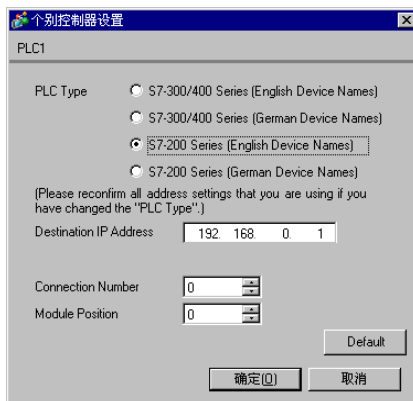 个别控制器设置
PLC1
PLC Type
S7-300/400 Series (English Device Names)
S7-300/400 Series (German Device Names)
S7-200 Series (English Device Names)
S7-200 Series (German Device Names)
(Please reconfirm all address settings that you are using if you
have changed the "PLC Type".)
Destination IP Address 192. 168. 0. 1
Connection Number 0
Module Position 0
Default
确定(O) 取消